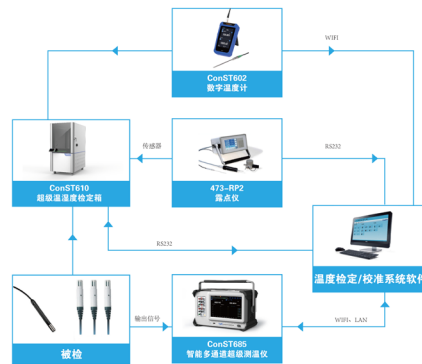 ConST602
数字温度计
WIFI
ConST610
超级温湿度检定箱
传感器
473-RP2
露点仪
RS232
RS232
温度检定/校准系统软件
被检
输出信号
ConST685
智能多通道超级测温仪
WIFI、LAN